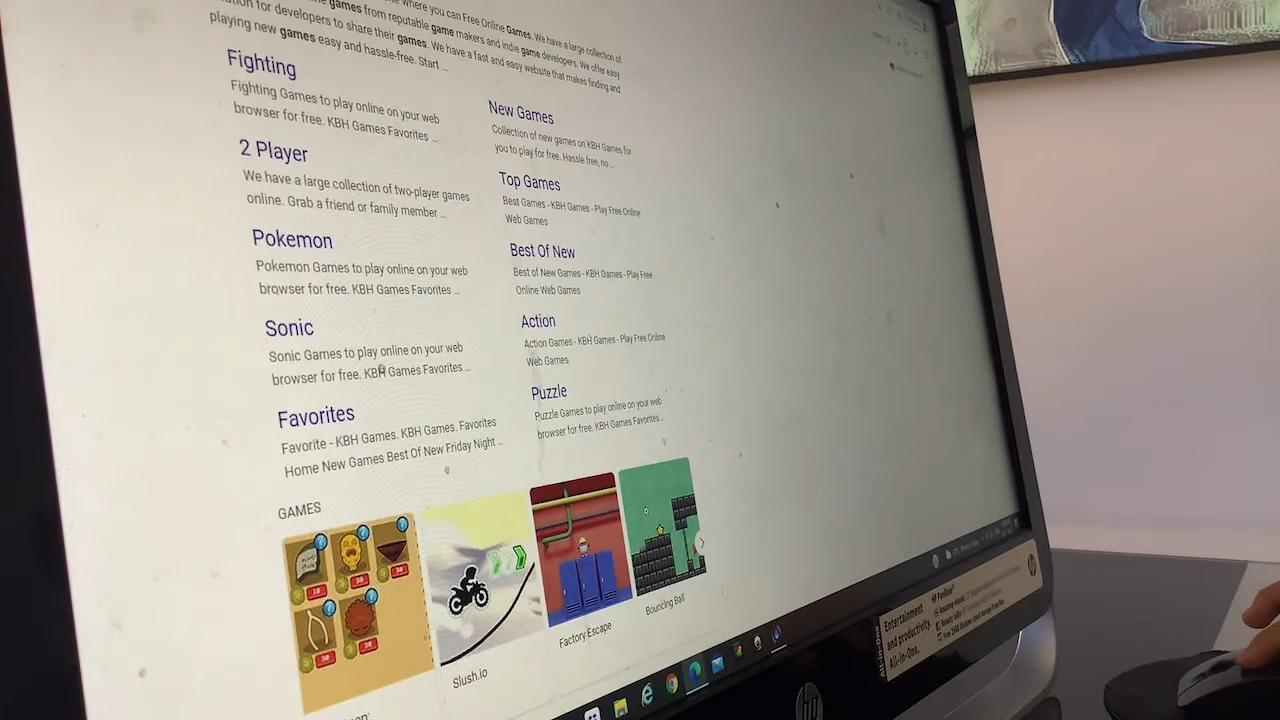 where you can Free Online Games. We have a large collection of
games from reputable game makers and indie game developers. We offer easy
for developers to share their games. We have a fast and easy website that makes finding and
playing new games easy and hassle-free. Start ...
Fighting
Fighting Games to play online on your web
browser for free. KBH Games Favorites ...
2 Player
We have a large collection of two-player games
online. Grab a friend or family member ...
Pokemon
Pokemon Games to play online on your web
browser for free. KBH Games Favorites ...
Sonic
Sonic Games to play online on your web
browser for free. KBH Games Favorites ...
Favorites
Favorite - KBH Games. KBH Games. Favorites
Home New Games Best Of New Friday Night ...
New Games
Collection of new games on KBH Games for
you to play for free. Hassle free, no ...
Top Games
Best Games - KBH Games - Play Free Online
Web Games
Best Of New
Best of New Games - KBH Games - Play Free
Online Web Games
Action
Action Games - KBH Games - Play Free Online
Web Games
Puzzle
Puzzle Games to play online on your web
browser for free. KBH Games Favorites ...
GAMES
Slush.io
Factory Escape
Bouncing Ball
All-in-One
Entertainment
and productivity.
All-in-One.
HP Pavilion
hp